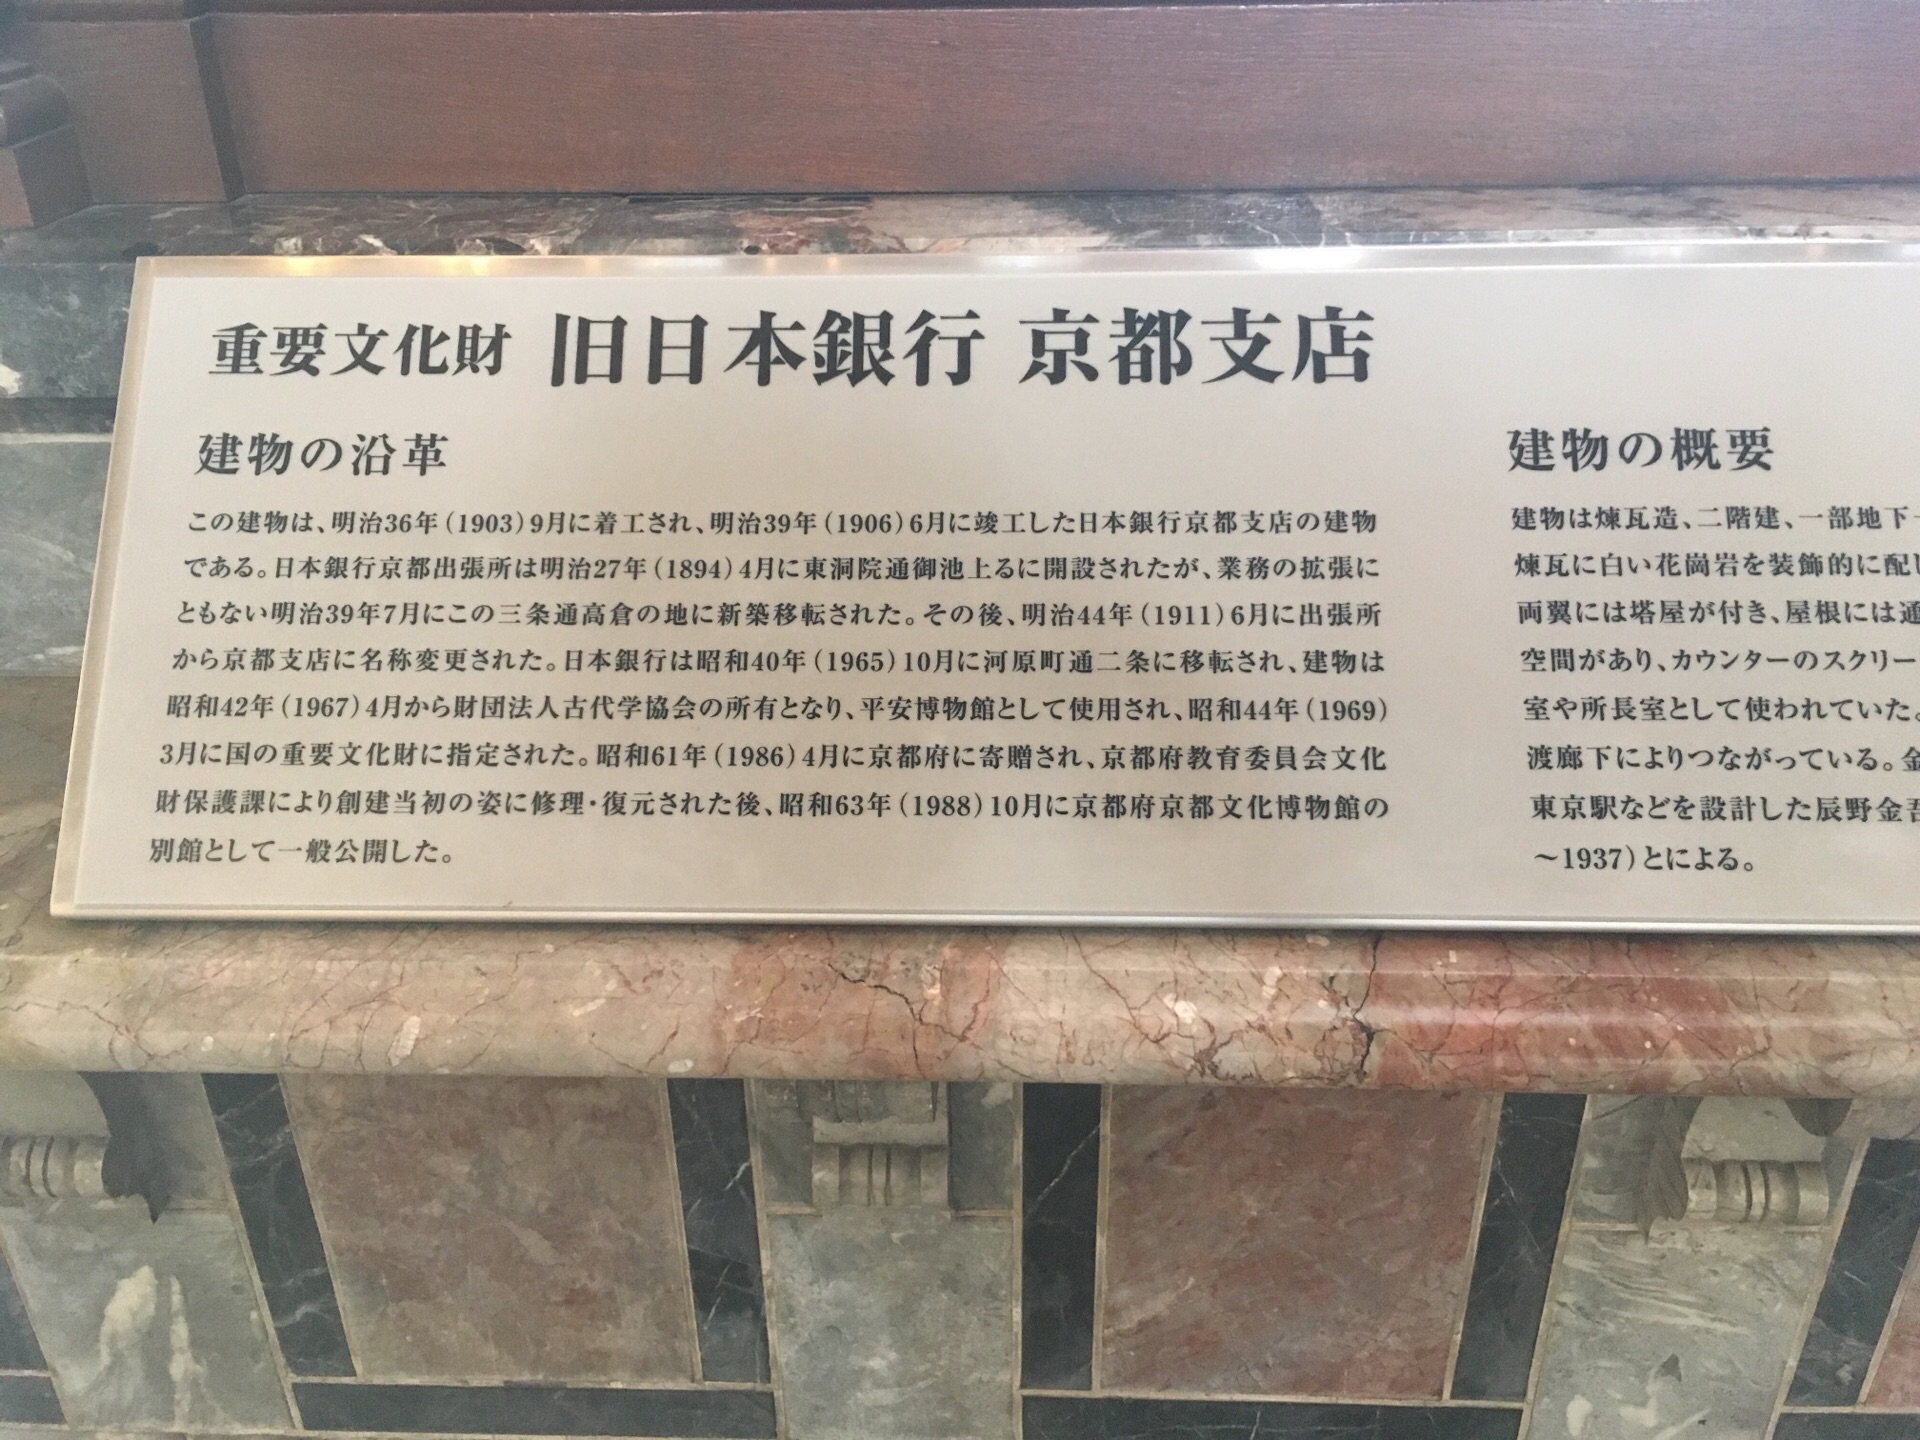 重要文化財 旧日本銀行 京都支店
建物の沿革
この建物は、明治36年(1903)9月に着工され、明治39年(1906)6月に竣工した日本銀行京都支店の建物
である。日本銀行京都出張所は明治27年(1894)4月に東洞院通御池上るに開設されたが、業務の拡張に
ともない明治39年7月にこの三条通高倉の地に新築移転された。その後、明治44年(1911)6月に出張所
から京都支店に名称変更された。日本銀行は昭和40年(1965)10月に河原町通二条に移転され、建物は
昭和42年(1967)4月から財団法人古代学協会の所有となり、平安博物館として使用され、昭和44年(1969)
3月に国の重要文化財に指定された。昭和61年(1986)4月に京都府に寄贈され、京都府教育委員会文化
財保護課により創建当初の姿に修理・復元された後、昭和63年(1988)10月に京都府京都文化博物館の
別館として一般公開した。
建物の概要
建物は煉瓦造、二階建、一部地下
煉瓦に白い花崗岩を装飾的に配し
両翼には塔屋が付き、屋根には通
空間があり、カウンターのスクリー
室や所長室として使われていた。
渡廊下によりつながっている。金
東京駅などを設計した辰野金吾
～1937)とによる。